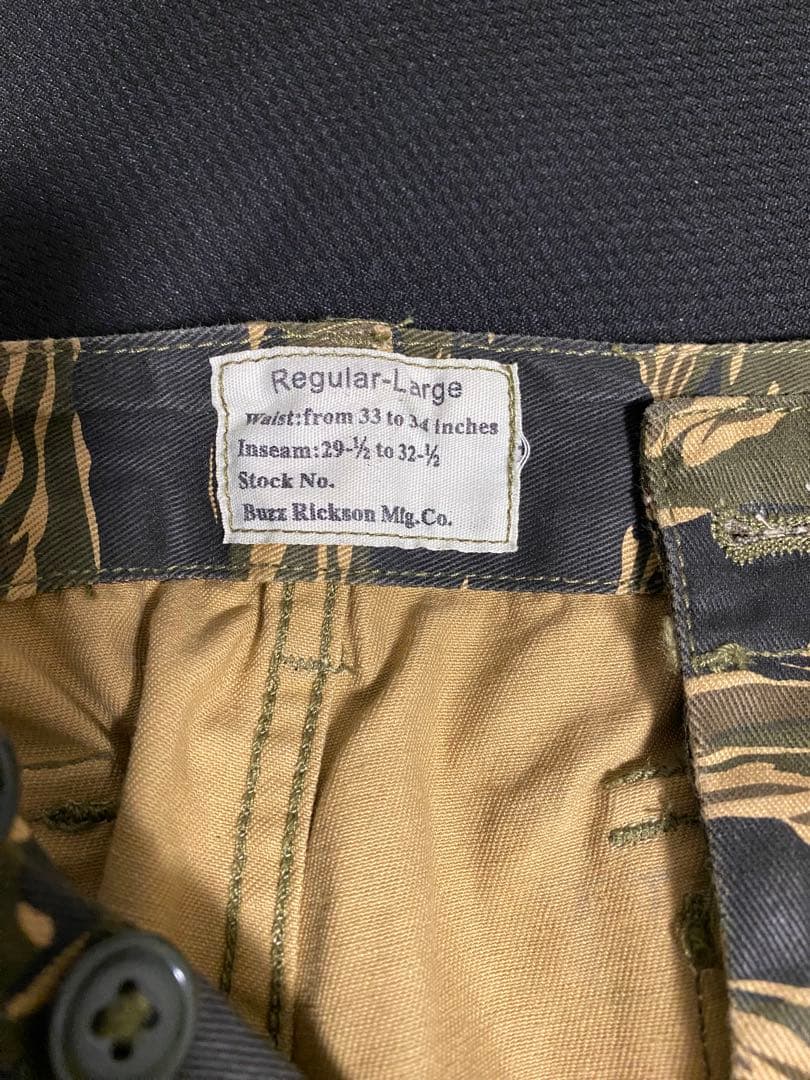 Regular-Large
Waist:from 33 to 34 inches
Inseam:29-½ to 32-½
Stock No.
Buzz Rickson Mfg.Co.